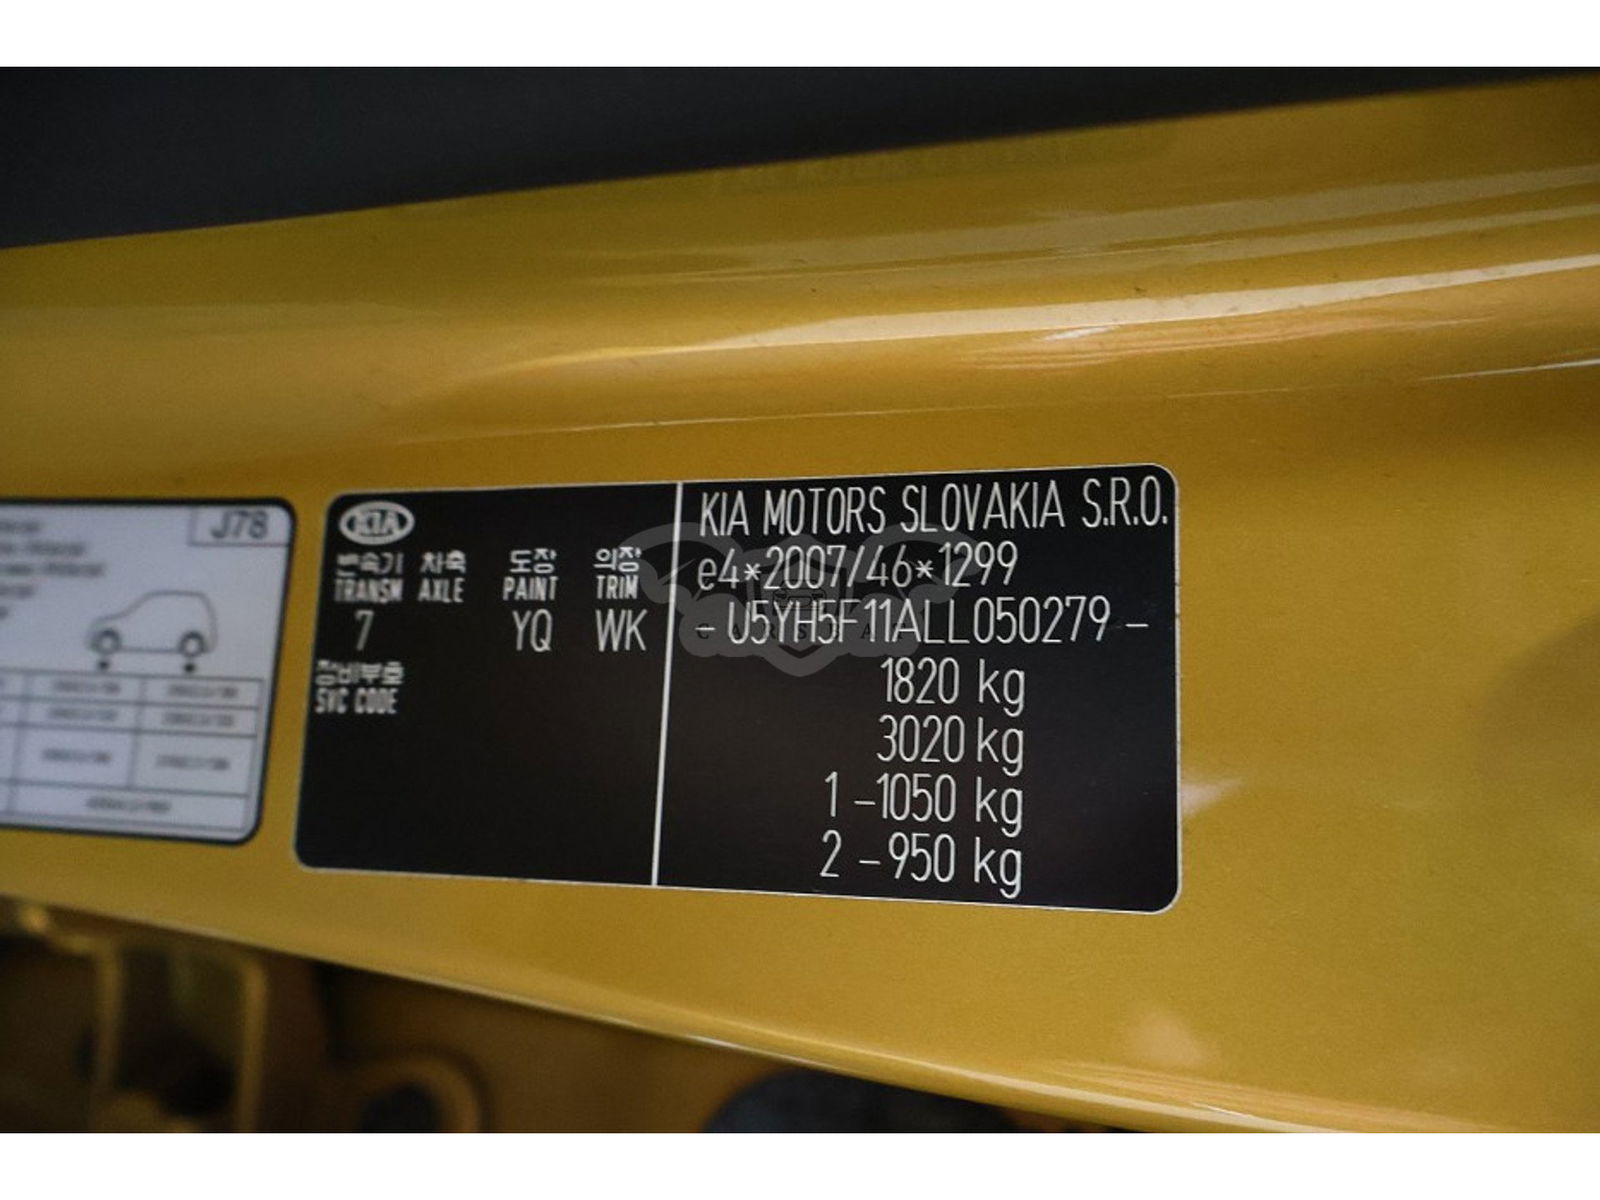 J78
KIA
변속기 차축 도장 의장
TRANSM AXLE PAINT TRIM
7 YQ WK
장비부호
SVC CODE
KIA MOTORS SLOVAKIA S.R.O.
e4*2007/46*1299
- U5YH5F11ALL050279 -
1820 kg
3020 kg
1 - 1050 kg
2 - 950 kg